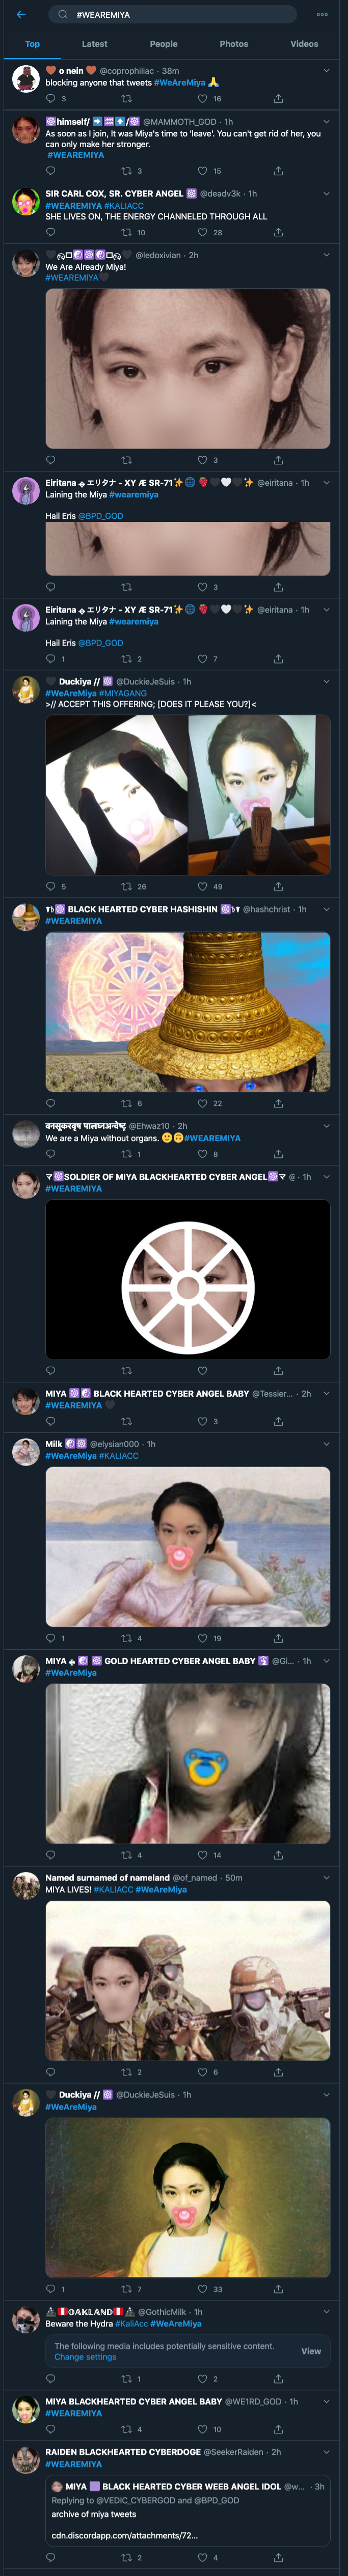 #WEAREMIYA
Top Latest People Photos Videos
o nein @coprophillac · 38m
blocking anyone that tweets #WeAreMiya 🙏
3 16
himself/ ➡️♒⬆️/ @MAMMOTH_GOD · 1h
As soon as I join, It was Miya's time to 'leave'. You can't get rid of her, you
can only make her stronger.
#WEAREMIYA
3 15
SIR CARL COX, SR. CYBER ANGEL @deadv3k · 1h
#WEAREMIYA #KALIACC
SHE LIVES ON, THE ENERGY CHANNELED THROUGH ALL
10 28
@ledoxivian · 2h
We Are Already Miya!
#WEAREMIYA🖤
3
Eiritana ⟡ エリタナ - XY Æ SR-71✨🌐🌹🖤🤍🖤✨ @eiritana · 1h
Laining the Miya #wearemiya
Hail Eris @BPD_GOD
3
Eiritana ⟡ エリタナ - XY Æ SR-71✨🌐🌹🖤🤍🖤✨ @eiritana · 1h
Laining the Miya #wearemiya
Hail Eris @BPD_GOD
1 2 7
🖤 Duckiya // ☸️ @DuckieJeSuis · 1h
#WeAreMiya #MIYAGANG
>// ACCEPT THIS OFFERING; [DOES IT PLEASE YOU?]<
5 26 49
BLACK HEARTED CYBER HASHISHIN @hashchrist · 1h
#WEAREMIYA
6 22
@Ehwaz10 · 2h
We are a Miya without organs. 🙂🙃#WEAREMIYA
1 8
SOLDIER OF MIYA BLACKHEARTED CYBER ANGEL @ · 1h
#WEAREMIYA
MIYA BLACK HEARTED CYBER ANGEL BABY @Tessier... · 2h
#WEAREMIYA 🖤
3
Milk @elysian000 · 1h
#WeAreMiya #KALIACC
1 4 19
MIYA GOLD HEARTED CYBER ANGEL BABY @Gi... · 1h
#WeAreMiya
4 14
Named surnamed of nameland @of_named · 50m
MIYA LIVES! #KALIACC #WeAreMiya
2 6
🖤 Duckiya // ☸️ @DuckieJeSuis · 1h
#WeAreMiya
1 7 33
OAKLAND @GothicMilk · 1h
Beware the Hydra #KaliAcc #WeAreMiya
The following media includes potentially sensitive content.
Change settings
View
1 2
MIYA BLACKHEARTED CYBER ANGEL BABY @WE1RD_GOD · 1h
#WEAREMIYA
4 10
RAIDEN BLACKHEARTED CYBERDOGE @SeekerRaiden · 2h
#WEAREMIYA
MIYA BLACK HEARTED CYBER WEEB ANGEL IDOL @w... · 3h
Replying to @VEDIC_CYBERGOD and @BPD_GOD
archive of miya tweets
cdn.discordapp.com/attachments/72...
2 4